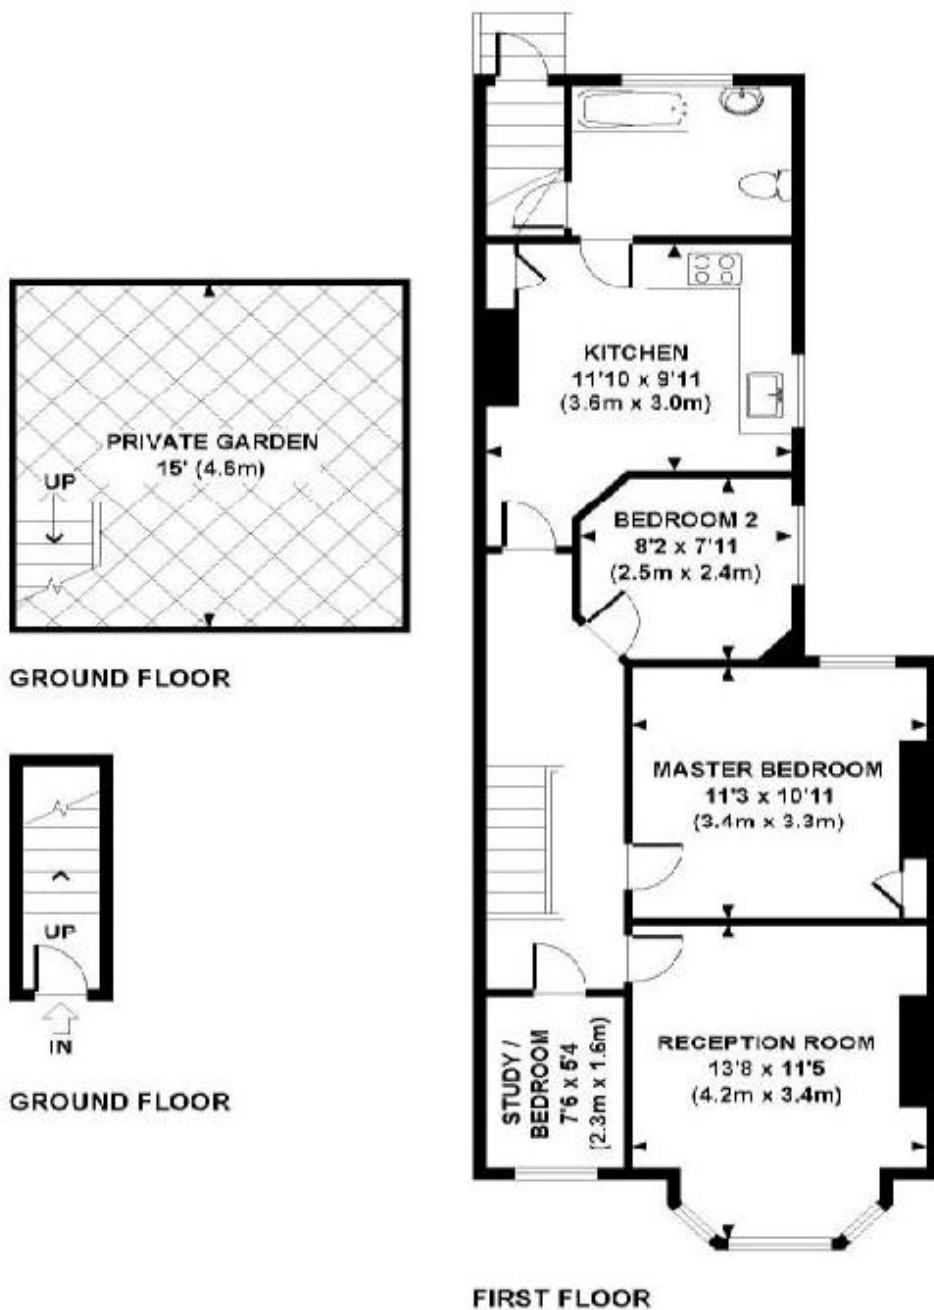 KITCHEN
11'10 x 9'11
(3.6m x 3.0m)
PRIVATE GARDEN
15' (4.6m)
UP
BEDROOM 2
8'2 x 7'11
(2.5m x 2.4m)
GROUND FLOOR
MASTER BEDROOM
11'3 x 10'11
(3.4m x 3.3m)
UP
IN
GROUND FLOOR
RECEPTION ROOM
13'8 x 11'5
(4.2m x 3.4m)
STUDY /
BEDROOM
7'6 x 5'4
(2.3m x 1.6m)
FIRST FLOOR